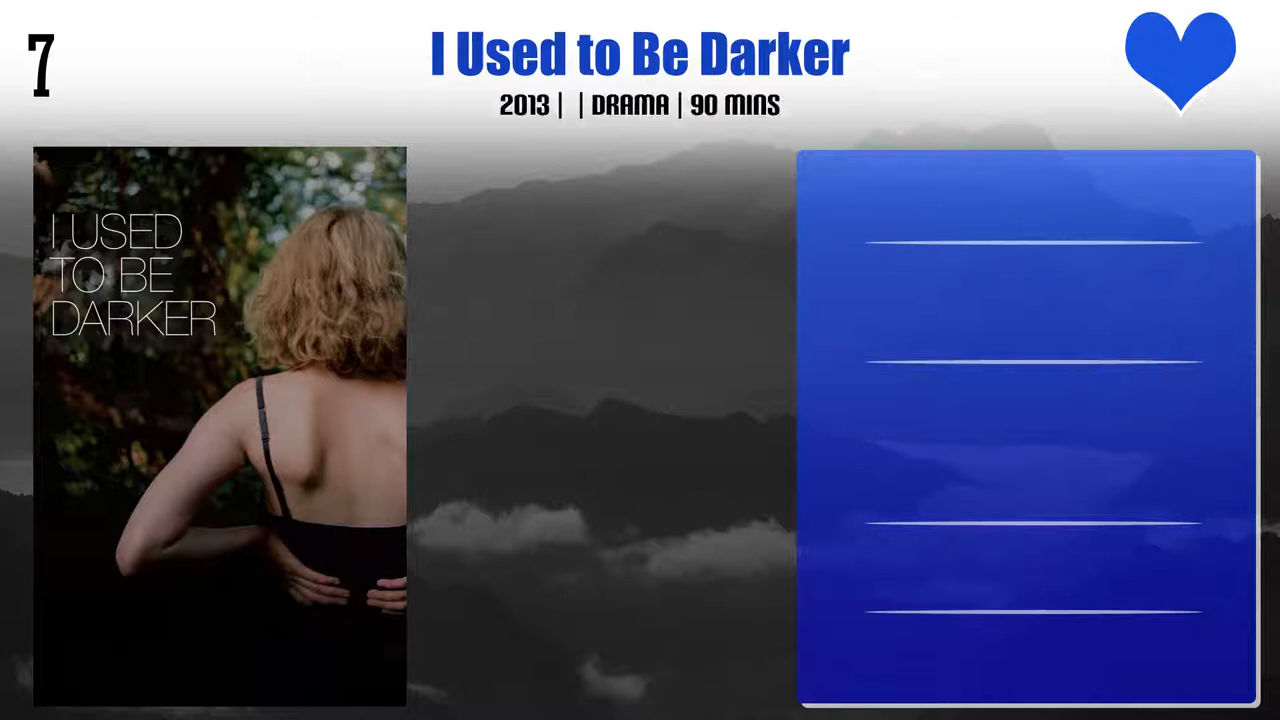 7
I Used to Be Darker
2013 | | DRAMA | 90 MINS
I USED
TO BE
DARKER